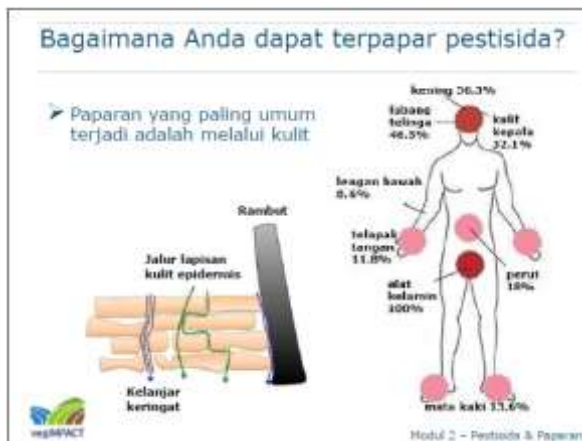 Bagaimana Anda dapat terpapar pestisida?
Paparan yang paling umum
terjadi adalah melalui kulit
kening 36.3%
lubang
telinga
46.5%
kulit
kepala
32.1%
lengan bawah
8.6%
telapak
tangan
11.8%
perut
18%
alat
kelamin
100%
mata kaki 13.6%
Rambut
Jalur lapisan
kulit epidermis
Kelanjar
keringat
vegIMPACT
Modul 2 – Pestisida & Paparan